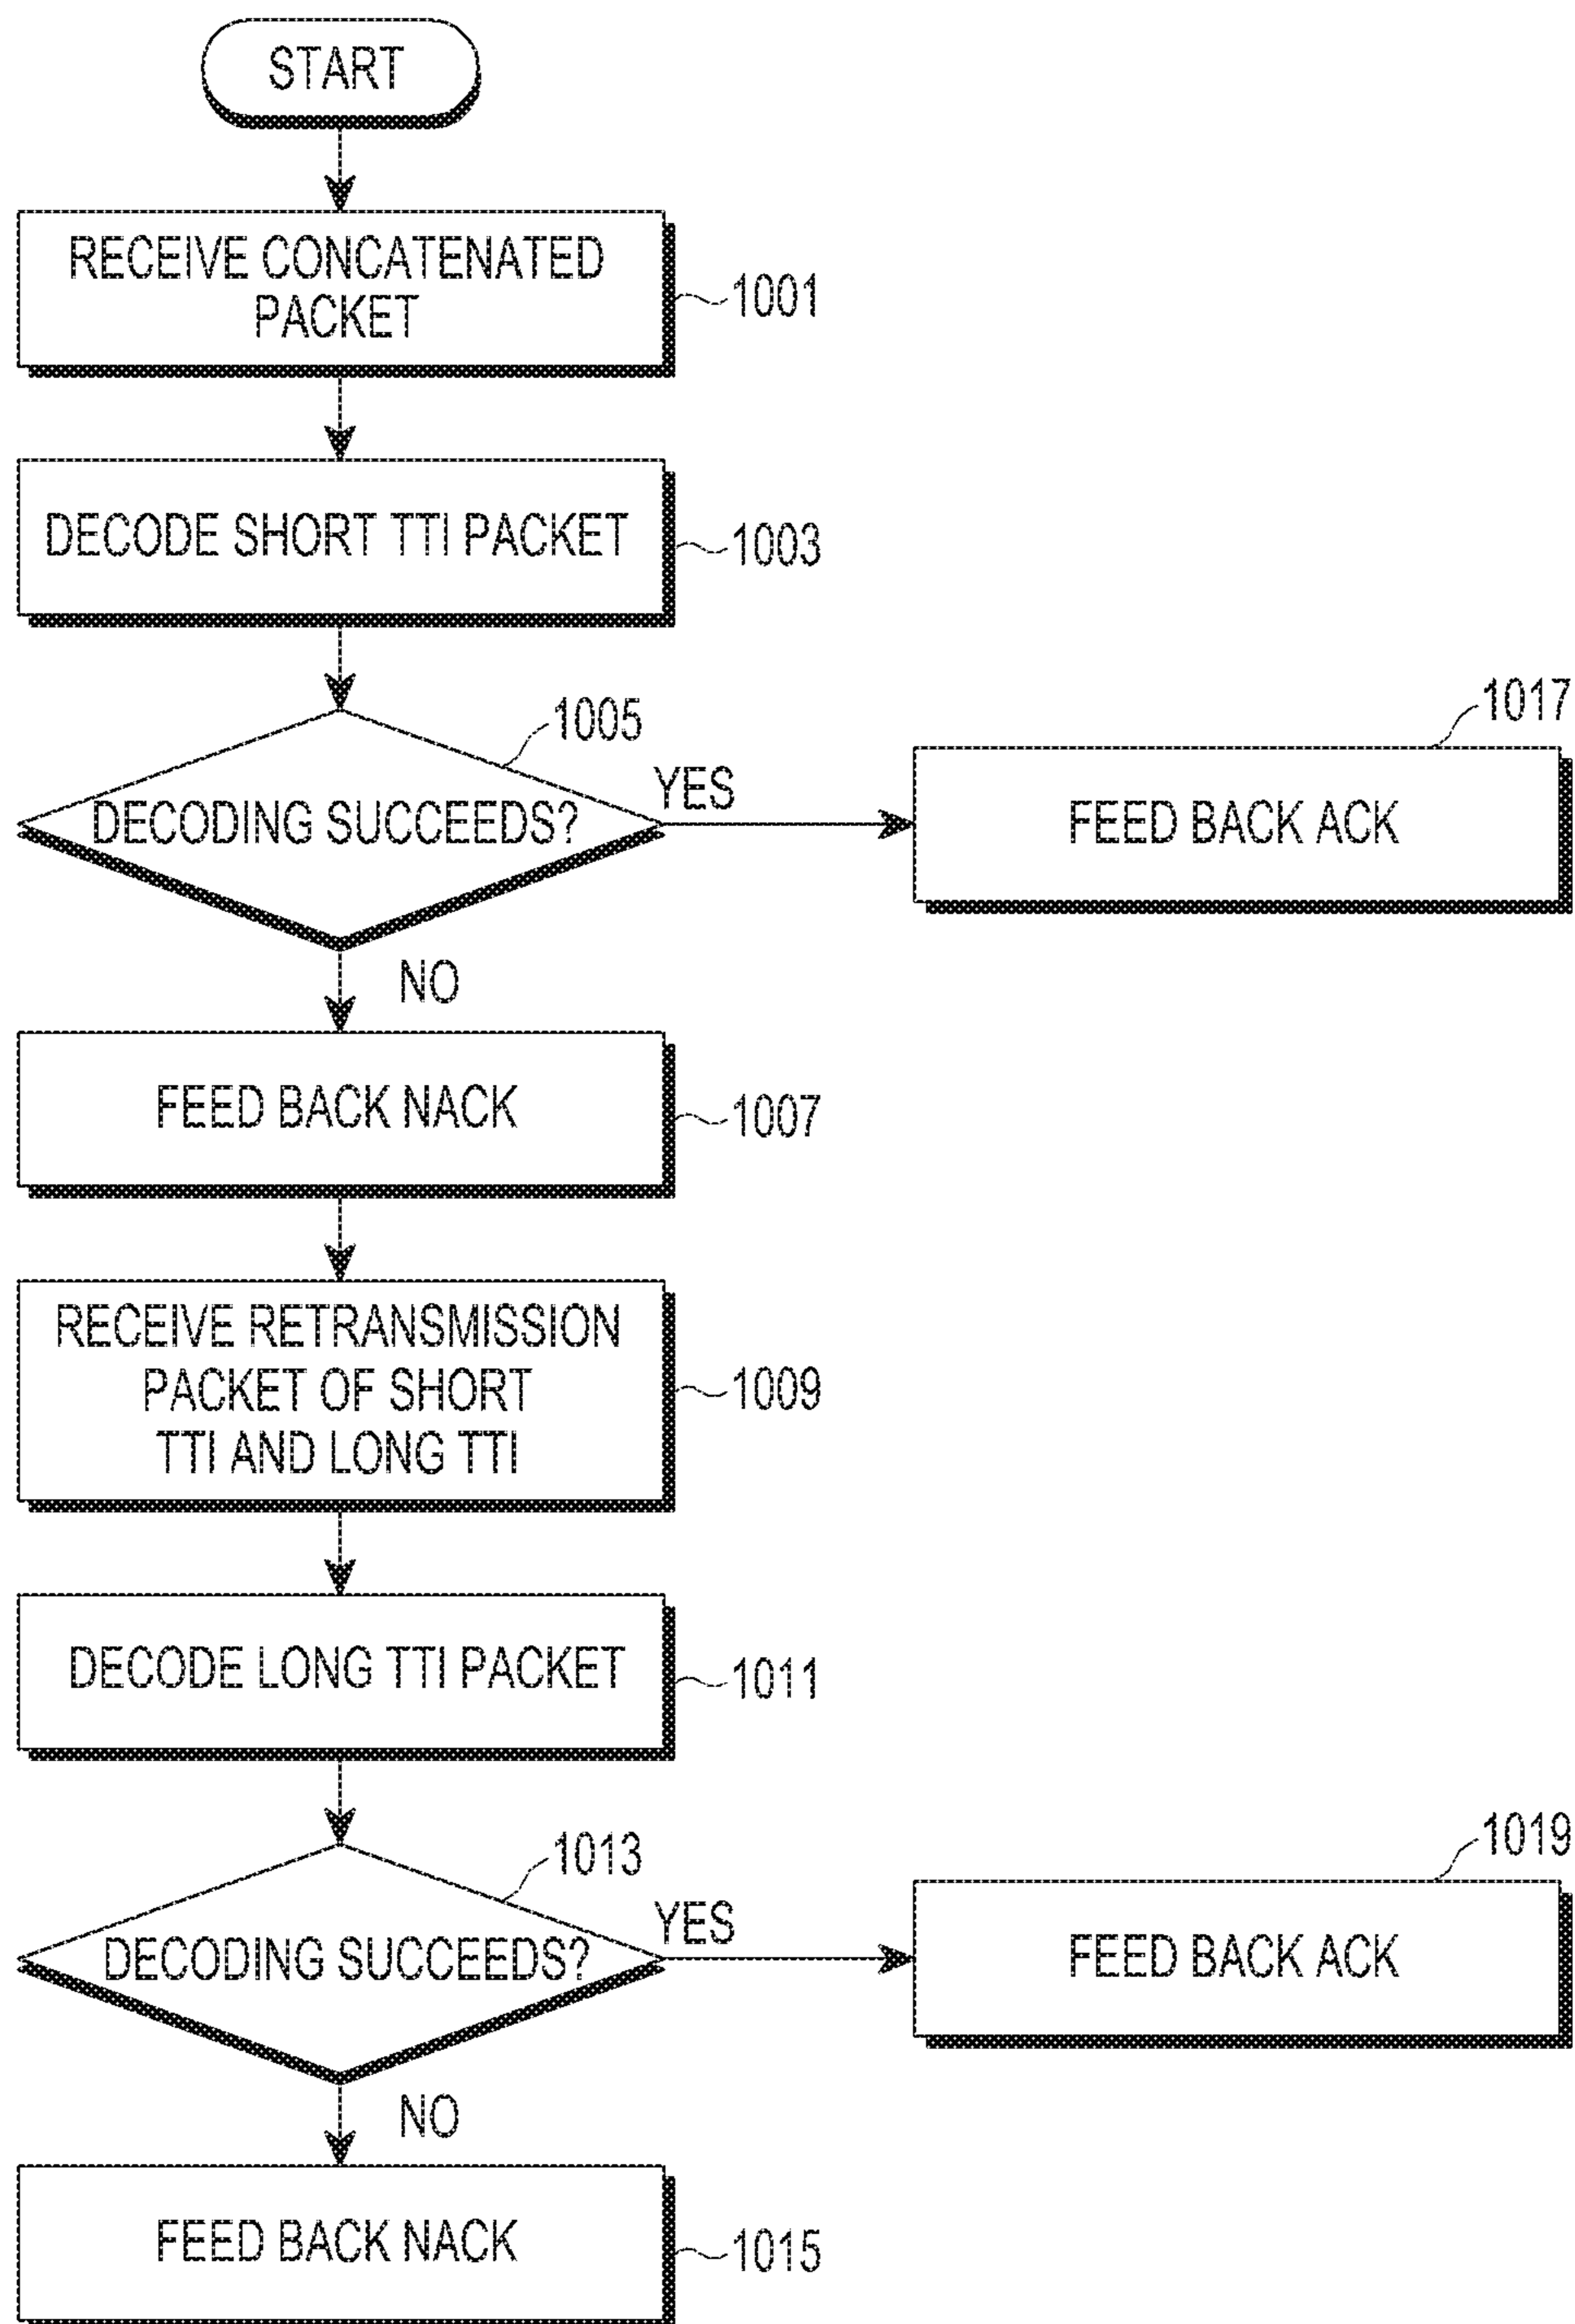 START
RECEIVE CONCATENATED
PACKET
1001
DECODE SHORT TTI PACKET
1003
1005
DECODING SUCCEEDS?
YES
1017
FEED BACK ACK
NO
FEED BACK NACK
1007
RECEIVE RETRANSMISSION
PACKET OF SHORT
TTI AND LONG TTI
1009
DECODE LONG TTI PACKET
1011
1013
DECODING SUCCEEDS?
YES
1019
FEED BACK ACK
NO
FEED BACK NACK
1015